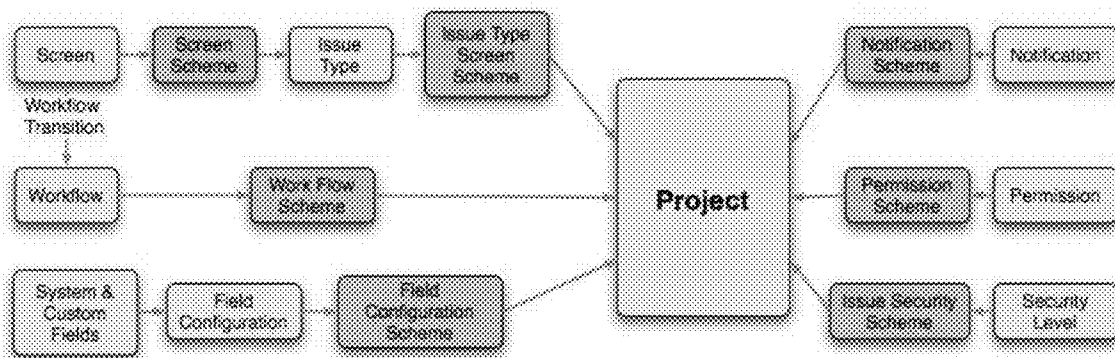 Screen
Screen
Scheme
Issue
Type
Issue Type
Screen
Scheme
Notification
Scheme
Notification
Workflow
Transition
Workflow
Work Flow
Scheme
Project
Permission
Scheme
Permission
System &
Custom
Fields
Field
Configuration
Field
Configuration
Scheme
Issue Security
Scheme
Security
Level